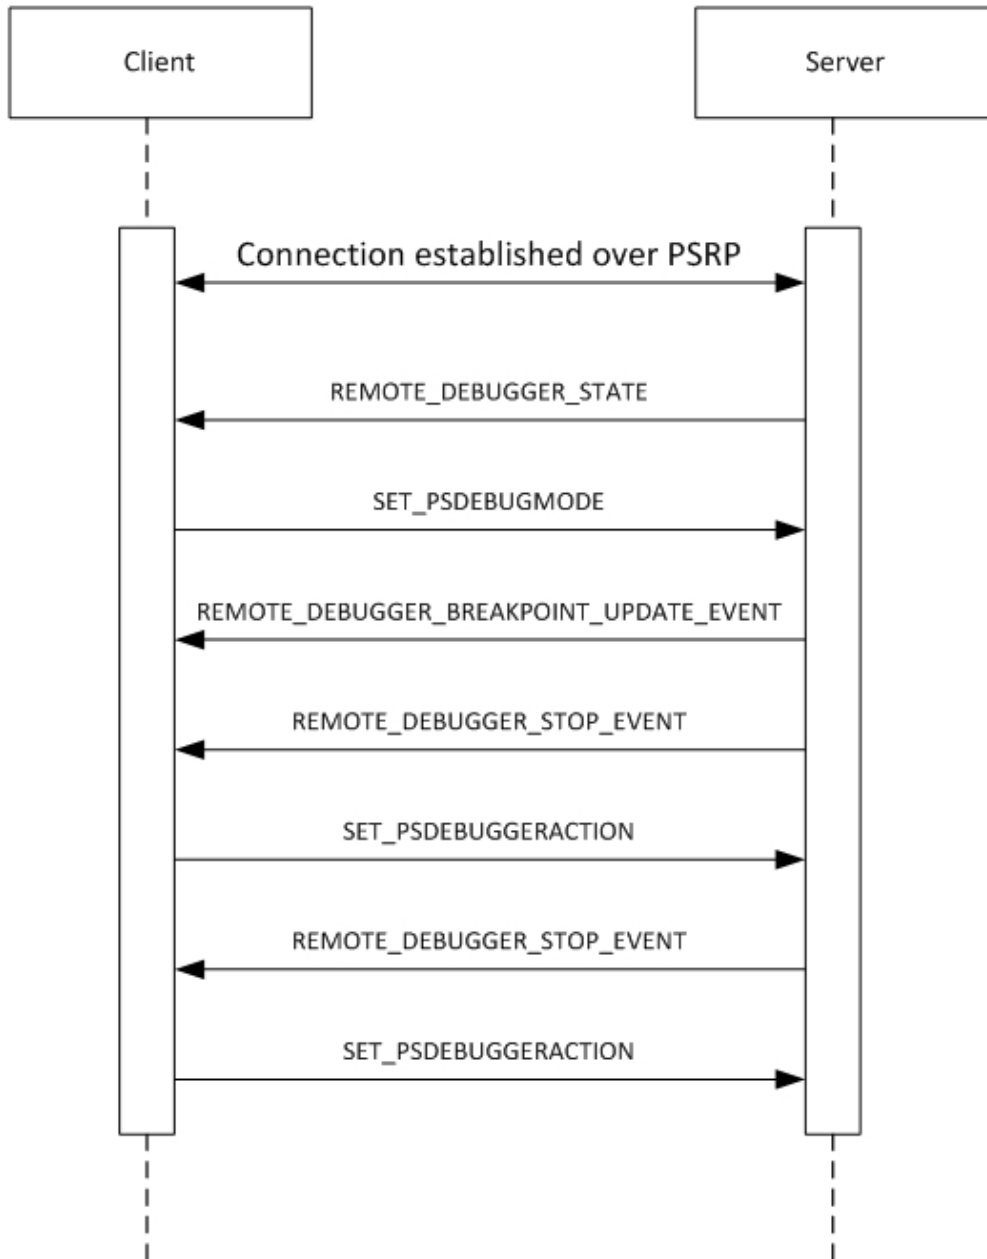 Client
Server
Connection established over PSRP
REMOTE_DEBUGGER_STATE
SET_PSDEBUGMODE
REMOTE_DEBUGGER_BREAKPOINT_UPDATE_EVENT
REMOTE_DEBUGGER_STOP_EVENT
SET_PSDEBUGGERACTION
REMOTE_DEBUGGER_STOP_EVENT
SET_PSDEBUGGERACTION